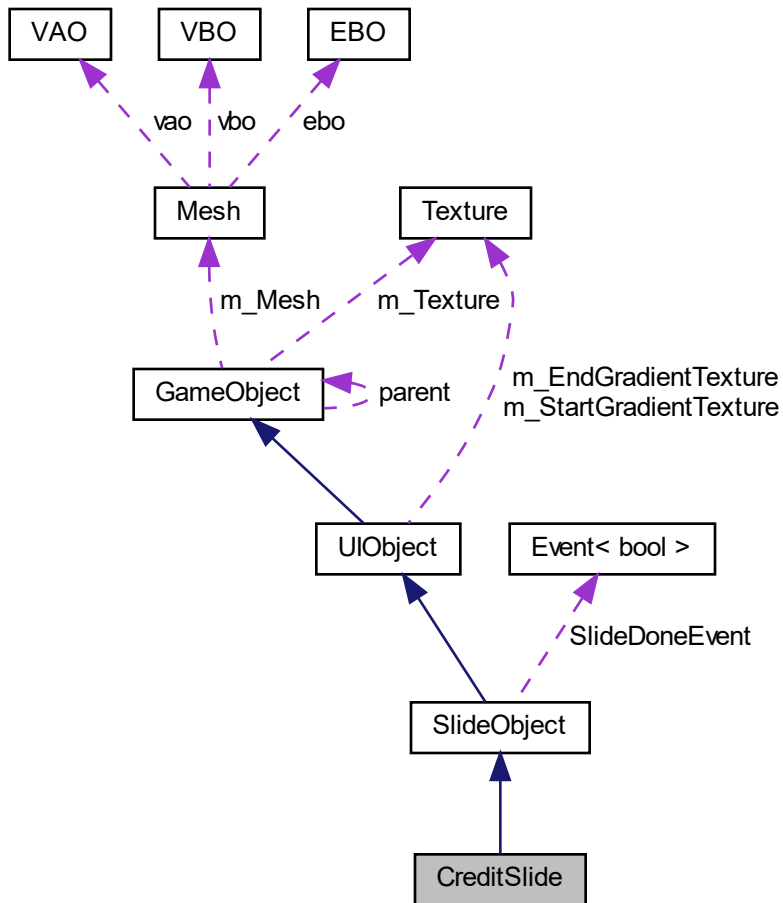 VAO
VBO
EBO
vao
vbo
ebo
Mesh
Texture
m_Mesh
m_Texture
GameObject
parent
m_EndGradientTexture
m_StartGradientTexture
UIObject
Event< bool >
SlideDoneEvent
SlideObject
CreditSlide